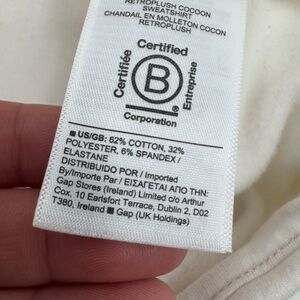 RETROPLUSH COCOON
SWEATSHIRT
CHANDAIL EN MOLLETON COCON
RETROPLUSH
Certified
Certifiée
B
Entreprise
Corporation
■ US/GB: 62% COTTON, 32%
POLYESTER, 6% SPANDEX /
ELASTANE
DISTRIBUIDO POR / Imported
By/Importe Par / ΕΙΣΑΓΕΤΑΙ ΑΠΟ ΤΗΝ:
Gap Stores (Ireland) Limited c/o Arthur
Cox, 10 Earlsfort Terrace, Dublin 2, D02
T380, Ireland ■ Gap (UK Holdings)